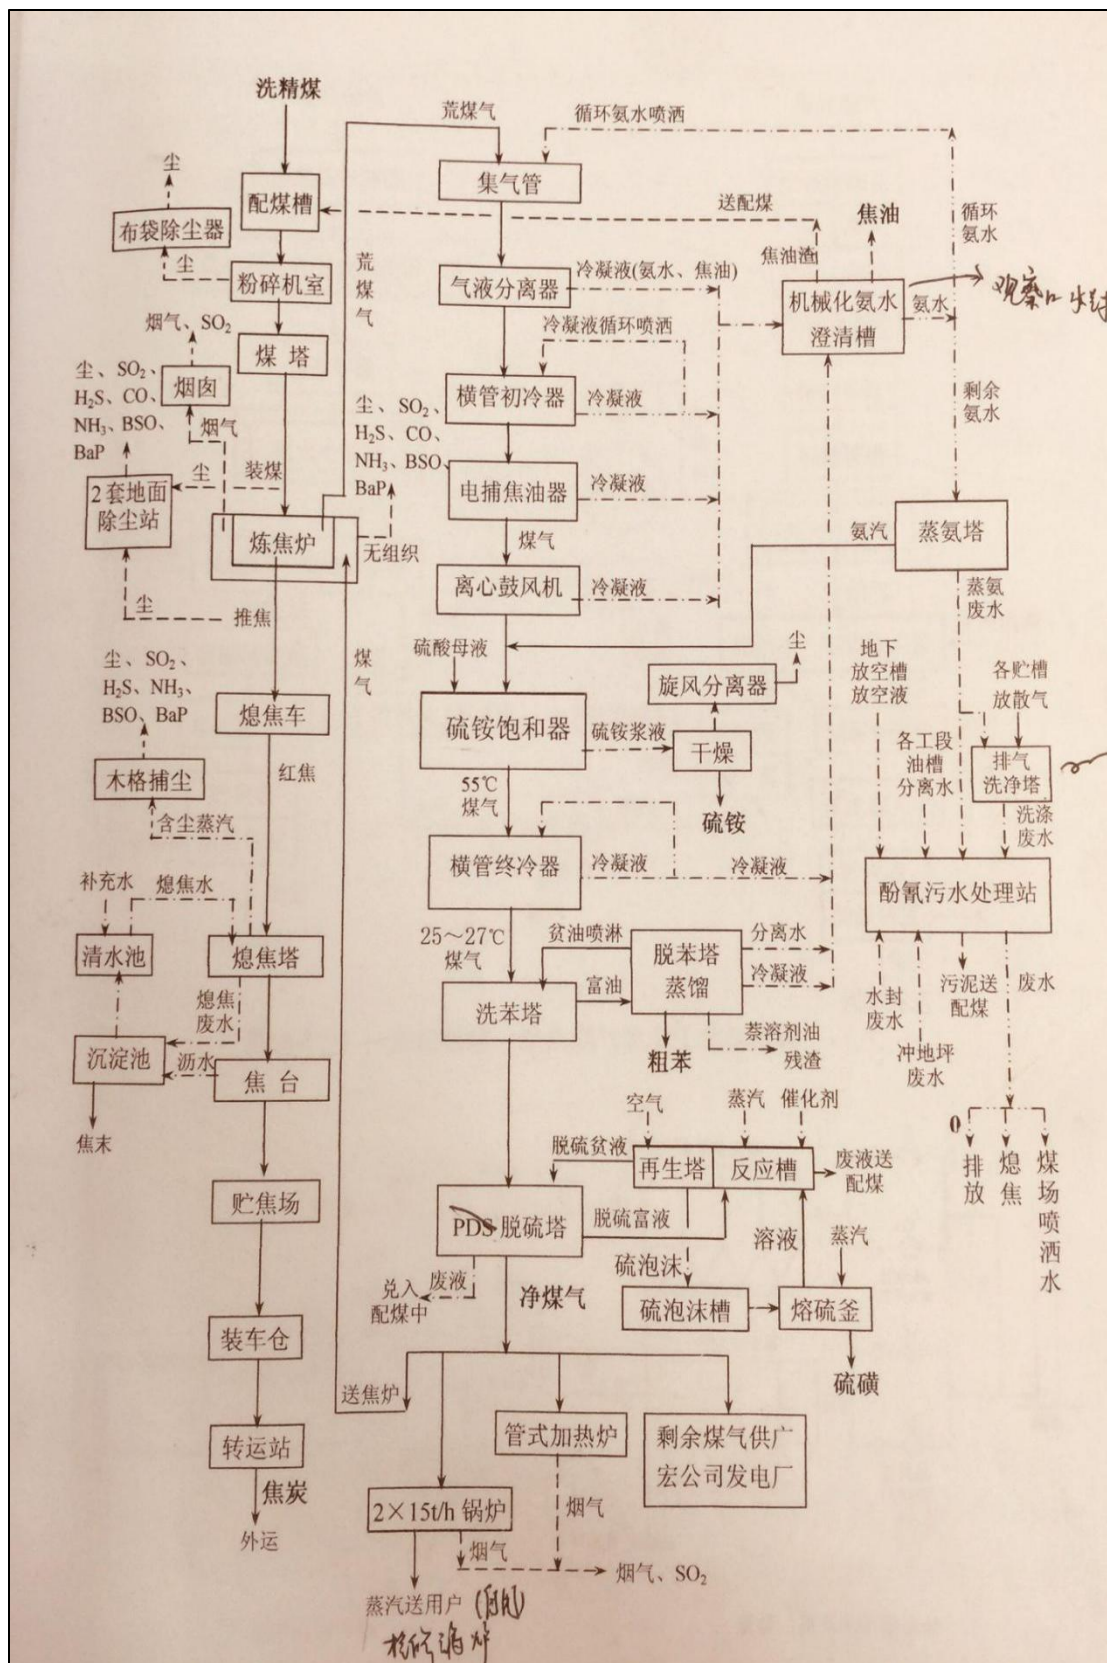 洗精煤
荒煤气
循环氨水喷洒
尘
集气管
配煤槽
送配煤
焦油
布袋除尘器
循环
氨水
荒煤气
焦油渣
尘
粉碎机室
气液分离器
冷凝液(氨水、焦油)
机械化氨水
澄清槽
氨水
观察口水封
烟气、SO₂
冷凝液循环喷洒
煤塔
尘、SO₂、
H₂S、CO、
NH₃、BSO、
BaP
烟囱
横管初冷器
冷凝液
尘、SO₂、
H₂S、CO、
NH₃、BSO、
BaP
剩余
氨水
烟气
装煤
尘
2套地面
除尘站
电捕焦油器
冷凝液
炼焦炉
无组织
煤气
氨汽
蒸氨塔
离心鼓风机
冷凝液
蒸氨
废水
尘
推焦
煤气
硫酸母液
尘
地下
放空槽
放空液
各贮槽
放散气
尘、SO₂、
H₂S、NH₃、
BSO、BaP
旋风分离器
熄焦车
硫铵饱和器
硫铵浆液
干燥
各工段
油槽
分离水
排气
洗净塔
红焦
木格捕尘
55℃
煤气
硫铵
洗涤
废水
含尘蒸汽
横管终冷器
冷凝液
冷凝液
酚氰污水处理站
补充水
熄焦水
25～27℃
煤气
贫油喷淋
脱苯塔
蒸馏
分离水
清水池
熄焦塔
富油
冷凝液
水封
废水
污泥送
配煤
废水
熄焦
废水
洗苯塔
沉淀池
沥水
焦台
粗苯
萘溶剂油
残渣
冲地坪
废水
焦末
空气
蒸汽
催化剂
0排放
熄焦
煤场喷洒水
脱硫贫液
再生塔
反应槽
废液送
配煤
贮焦场
PDS脱硫塔
脱硫富液
溶液
蒸汽
兑入
配煤中
废液
净煤气
硫泡沫
硫泡沫槽
熔硫釜
装车仓
硫磺
送焦炉
转运站
管式加热炉
剩余煤气供广
宏公司发电厂
焦炭
2×15t/h锅炉
烟气
外运
烟气
烟气、SO₂
蒸汽送用户